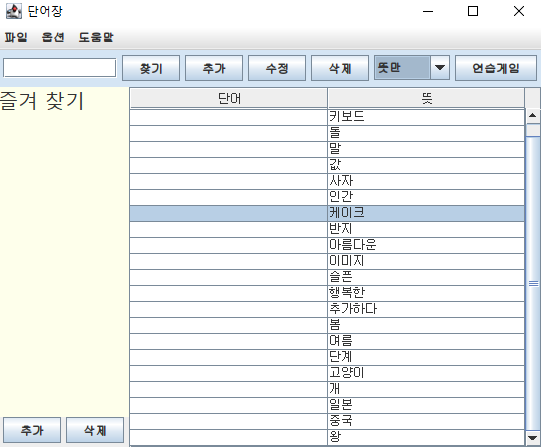 단어장
파일 옵션 도움말
찾기 추가 수정 삭제 뜻만 연습게임
즐겨 찾기
단어 뜻
키보드
돌
말
값
사자
인간
케이크
반지
아름다운
이미지
슬픈
행복한
추가하다
봄
여름
단계
고양이
개
일본
중국
왕
추가 삭제